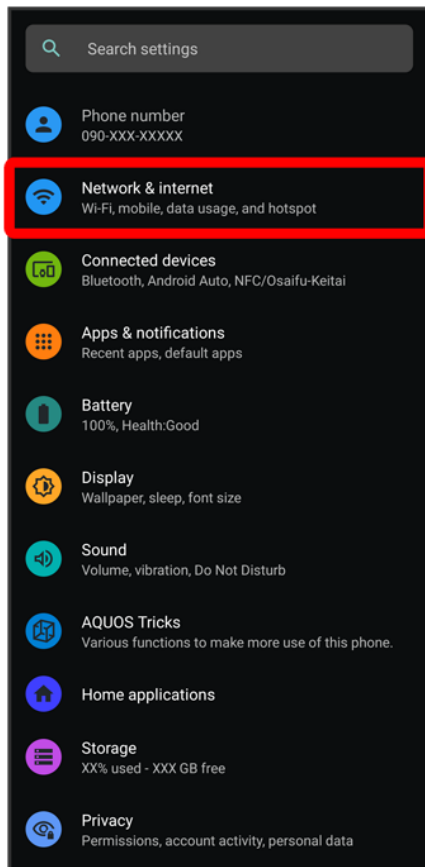 Search settings
Phone number
090-XXX-XXXXX
Network & internet
Wi-Fi, mobile, data usage, and hotspot
Connected devices
Bluetooth, Android Auto, NFC/Osaifu-Keitai
Apps & notifications
Recent apps, default apps
Battery
100%, Health:Good
Display
Wallpaper, sleep, font size
Sound
Volume, vibration, Do Not Disturb
AQUOS Tricks
Various functions to make more use of this phone.
Home applications
Storage
XX% used - XXX GB free
Privacy
Permissions, account activity, personal data